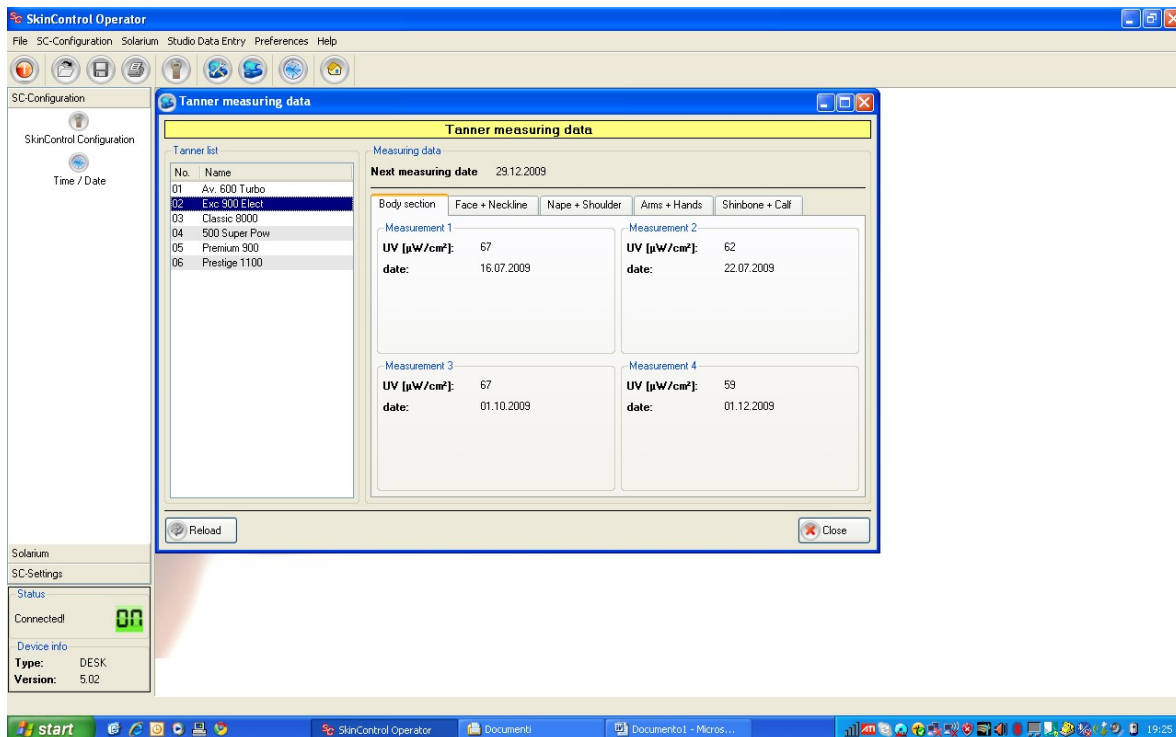 SC SkinControl Operator
File SC-Configuration Solarium Studio Data Entry Preferences Help
SC-Configuration
SkinControl Configuration
Time / Date
Solarium
SC-Settings
Status
Connected!
ON
Device info
Type: DESK
Version: 5.02
Tanner measuring data
Tanner measuring data
Tanner list
No. Name
01 Av. 600 Turbo
02 Exc 900 Elect
03 Classic 8000
04 500 Super Pow
05 Premium 900
06 Prestige 1100
Measuring data
Next measuring date 29.12.2009
Body section Face + Neckline Nape + Shoulder Arms + Hands Shinbone + Calf
Measurement 1
UV [µW/cm²]: 67
date: 16.07.2009
Measurement 2
UV [µW/cm²]: 62
date: 22.07.2009
Measurement 3
UV [µW/cm²]: 67
date: 01.10.2009
Measurement 4
UV [µW/cm²]: 59
date: 01.12.2009
Reload Close
start SC SkinControl Operator Documenti Documento1 - Micros... 19:25